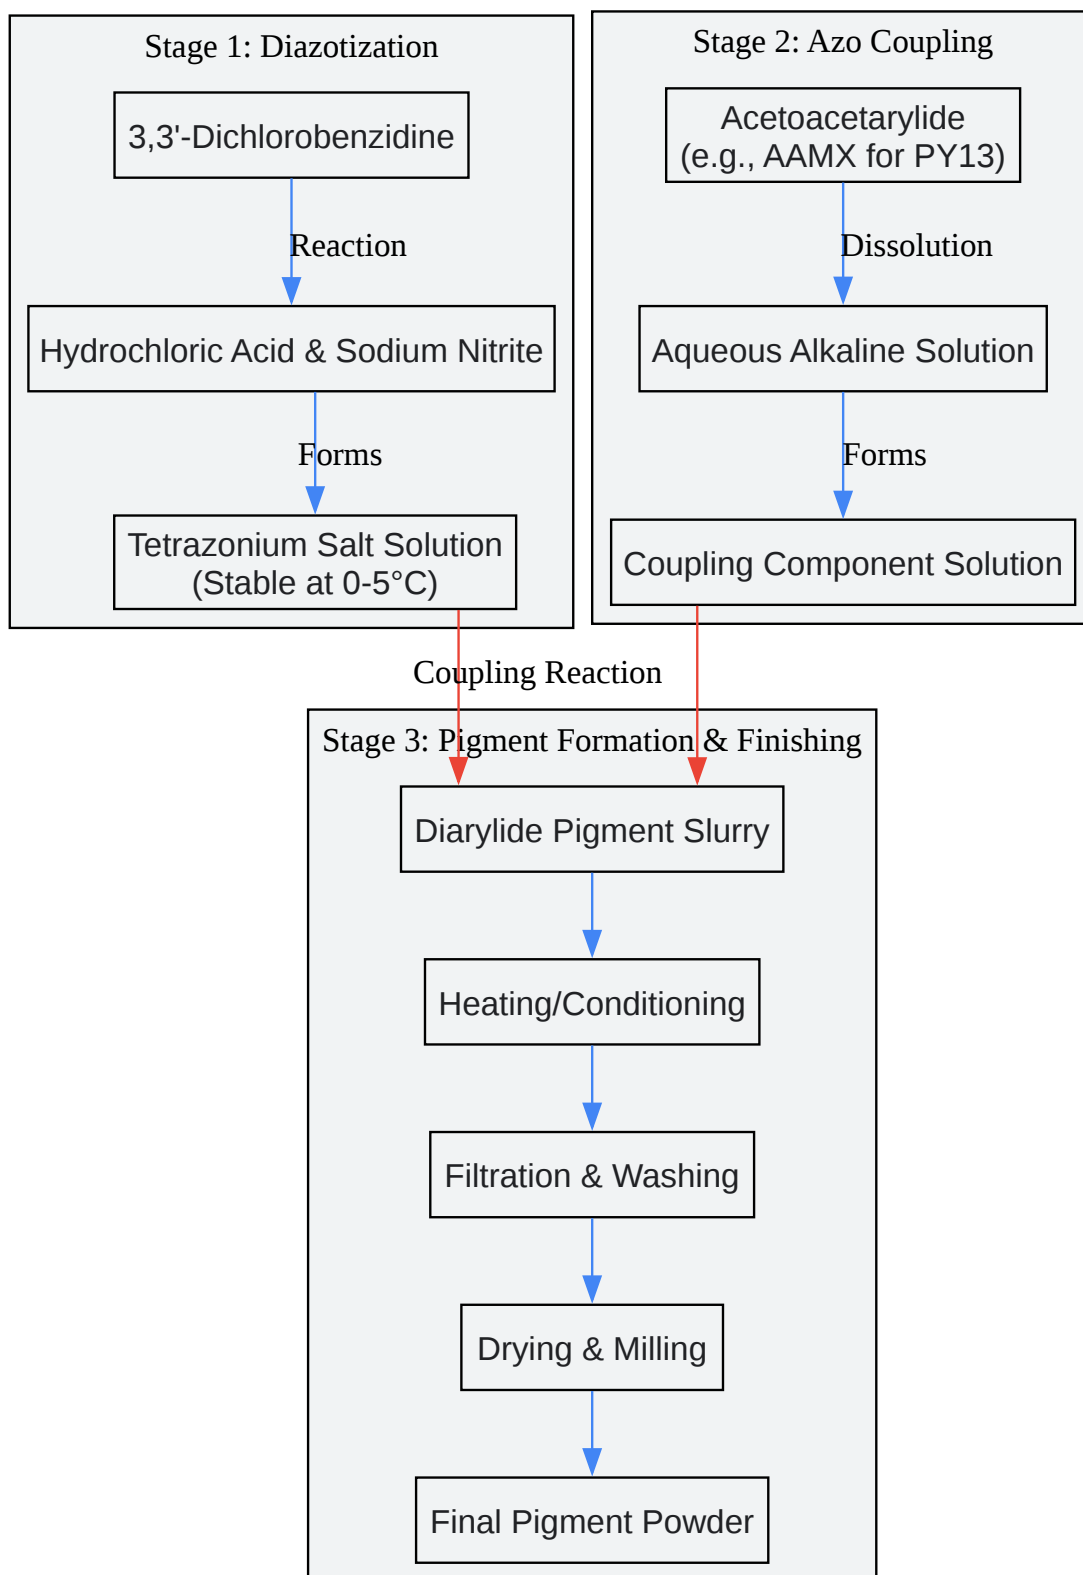 Stage 1: Diazotization
3,3'-Dichlorobenzidine
Reaction
Hydrochloric Acid & Sodium Nitrite
Forms
Tetrazonium Salt Solution
(Stable at 0-5°C)
Stage 2: Azo Coupling
Acetoacetarylide
(e.g., AAMX for PY13)
Dissolution
Aqueous Alkaline Solution
Forms
Coupling Component Solution
Coupling Reaction
Stage 3: Pigment Formation & Finishing
Diarylide Pigment Slurry
Heating/Conditioning
Filtration & Washing
Drying & Milling
Final Pigment Powder